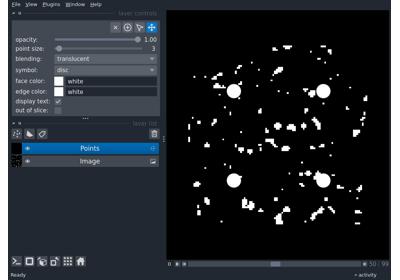 File View Plugins Window Help
layer controls
opacity: 1.00
point size: 3
blending: translucent
symbol: disc
face color: white
edge color: white
display text:
out of slice:
layer list
Points
Image
Ready
50 99
activity